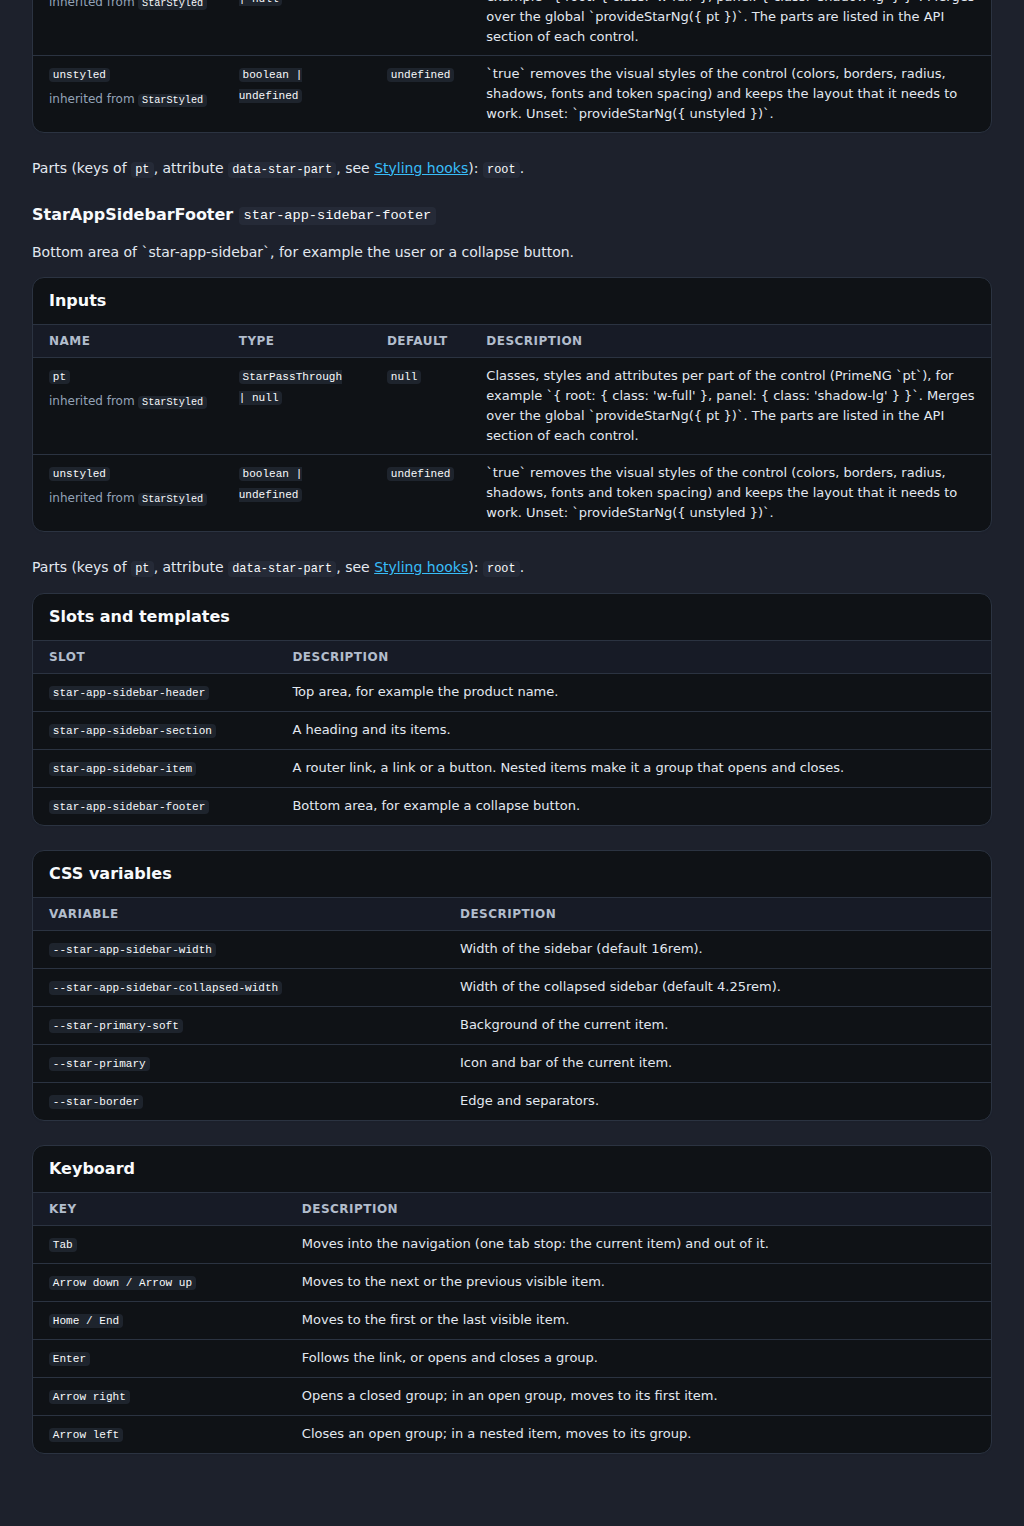 inherited from StarStyled
| null
example `{ root: { class: 'w-full' }, panel: { class: 'shadow-lg' } }`. Merges
over the global `provideStarNg({ pt })`. The parts are listed in the API
section of each control.
unstyled
boolean |
undefined
undefined
`true` removes the visual styles of the control (colors, borders, radius,
inherited from StarStyled
shadows, fonts and token spacing) and keeps the layout that it needs to
work. Unset: `provideStarNg({ unstyled })`.
Parts (keys of pt, attribute data-star-part, see Styling hooks): root.
StarAppSidebarFooter star-app-sidebar-footer
Bottom area of `star-app-sidebar`, for example the user or a collapse button.
Inputs
NAME TYPE DEFAULT DESCRIPTION
pt
inherited from StarStyled
StarPassThrough
| null
null
Classes, styles and attributes per part of the control (PrimeNG `pt`), for
example `{ root: { class: 'w-full' }, panel: { class: 'shadow-lg' } }`. Merges
over the global `provideStarNg({ pt })`. The parts are listed in the API
section of each control.
unstyled
inherited from StarStyled
boolean |
undefined
undefined
`true` removes the visual styles of the control (colors, borders, radius,
shadows, fonts and token spacing) and keeps the layout that it needs to
work. Unset: `provideStarNg({ unstyled })`.
Parts (keys of pt, attribute data-star-part, see Styling hooks): root.
Slots and templates
SLOT DESCRIPTION
star-app-sidebar-header Top area, for example the product name.
star-app-sidebar-section A heading and its items.
star-app-sidebar-item A router link, a link or a button. Nested items make it a group that opens and closes.
star-app-sidebar-footer Bottom area, for example a collapse button.
CSS variables
VARIABLE DESCRIPTION
--star-app-sidebar-width Width of the sidebar (default 16rem).
--star-app-sidebar-collapsed-width Width of the collapsed sidebar (default 4.25rem).
--star-primary-soft Background of the current item.
--star-primary Icon and bar of the current item.
--star-border Edge and separators.
Keyboard
KEY DESCRIPTION
Tab Moves into the navigation (one tab stop: the current item) and out of it.
Arrow down / Arrow up Moves to the next or the previous visible item.
Home / End Moves to the first or the last visible item.
Enter Follows the link, or opens and closes a group.
Arrow right Opens a closed group; in an open group, moves to its first item.
Arrow left Closes an open group; in a nested item, moves to its group.